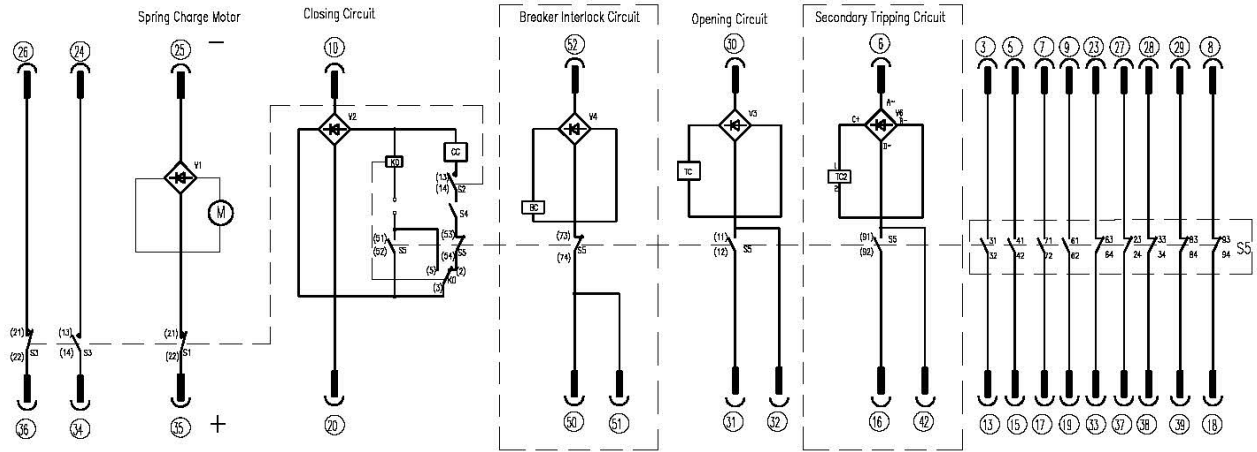 Spring Charge Motor
Closing Circuit
Breaker Interlock Circuit
Opening Circuit
Secondary Tripping Cricuit
26 24 25 − 10 52 30 6 3 5 7 9 23 27 28 29 8
A~
V2 V4 V3 V6
C+ B~
D+
K0 CC
V1
(13)
(14) S2
TC
1 TC2 2
M
S4
BC
(51) (53) (73) (11) (91) 31 41 71 61 63 23 33 83 93
(52) S5 (54) S5 (74) S5 (12) S5 (92) S5 32 42 72 62 64 24 34 84 94 S5
(5) (2)
K0
(3)
(21) (13) (21)
(22) S3 (14) S3 (22) S1
36 34 35 + 20 50 51 31 32 16 42 13 15 17 19 33 37 38 39 18